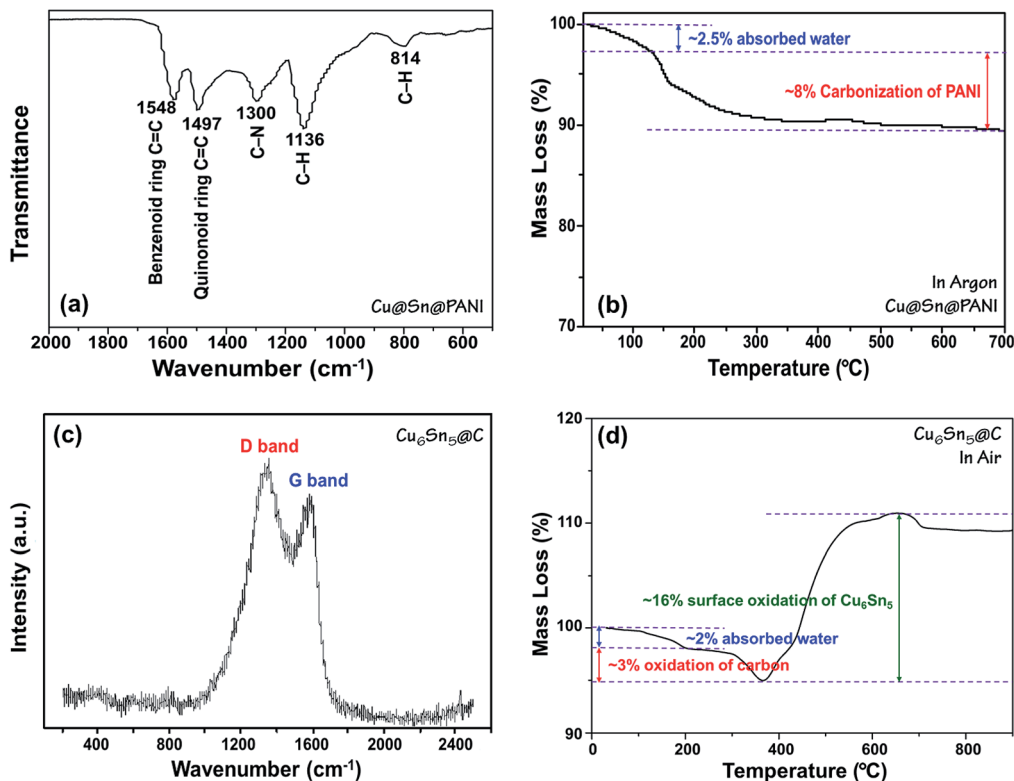 Transmittance
1548
Benzenoid ring C=C
1497
Quinonoid ring C=C
1300
C–N
1136
C–H
814
C–H
(a)
Cu@Sn@PANI
2000 1800 1600 1400 1200 1000 800 600
Wavenumber (cm⁻¹)
Mass Loss (%)
100
90
80
70
~2.5% absorbed water
~8% Carbonization of PANI
In Argon
(b)
Cu@Sn@PANI
100 200 300 400 500 600 700
Temperature (ºC)
Intensity (a.u.)
(c)
Cu₆Sn₅@C
D band
G band
400 800 1200 1600 2000 2400
Wavenumber (cm⁻¹)
Mass Loss (%)
120
110
100
90
(d)
Cu₆Sn₅@C
In Air
~16% surface oxidation of Cu₆Sn₅
~2% absorbed water
~3% oxidation of carbon
0 200 400 600 800
Temperature (ºC)